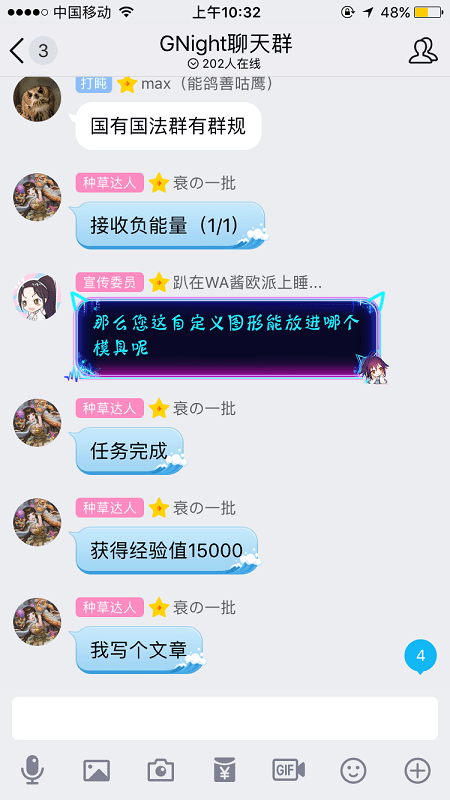 中国移动
上午10:32
48%
3
GNight聊天群
202人在线
打盹 max（能鸽善咕鹰）
国有国法群有群规
种草达人 衰の一批
接收负能量（1/1）
宣传委员 趴在WA酱欧派上睡...
那么您这自定义图形能放进哪个
模具呢
种草达人 衰の一批
任务完成
种草达人 衰の一批
获得经验值15000
种草达人 衰の一批
我写个文章
4
GIF